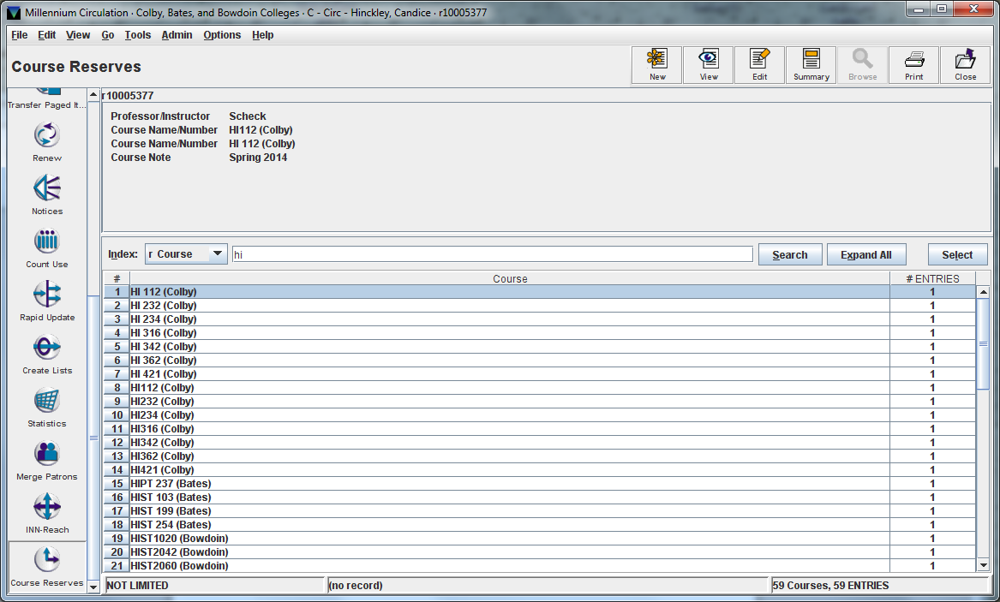 Millennium Circulation · Colby, Bates, and Bowdoin Colleges · C - Circ - Hinckley, Candice · r10005377
File Edit View Go Tools Admin Options Help
Course Reserves
New View Edit Summary Browse Print Close
Transfer Paged It...
Renew
Notices
Count Use
Rapid Update
Create Lists
Statistics
Merge Patrons
INN-Reach
Course Reserves
r10005377
Professor/Instructor Scheck
Course Name/Number HI112 (Colby)
Course Name/Number HI 112 (Colby)
Course Note Spring 2014
Index: r Course hi Search Expand All Select
# Course # ENTRIES
1 HI 112 (Colby) 1
2 HI 232 (Colby) 1
3 HI 234 (Colby) 1
4 HI 316 (Colby) 1
5 HI 342 (Colby) 1
6 HI 362 (Colby) 1
7 HI 421 (Colby) 1
8 HI112 (Colby) 1
9 HI232 (Colby) 1
10 HI234 (Colby) 1
11 HI316 (Colby) 1
12 HI342 (Colby) 1
13 HI362 (Colby) 1
14 HI421 (Colby) 1
15 HIPT 237 (Bates) 1
16 HIST 103 (Bates) 1
17 HIST 199 (Bates) 1
18 HIST 254 (Bates) 1
19 HIST1020 (Bowdoin) 1
20 HIST2042 (Bowdoin) 1
21 HIST2060 (Bowdoin) 1
NOT LIMITED (no record) 59 Courses, 59 ENTRIES